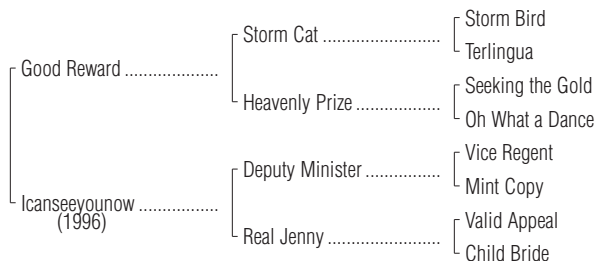 Storm Bird
Storm Cat ........................
Terlingua
Good Reward ...................
Seeking the Gold
Heavenly Prize .................
Oh What a Dance
Vice Regent
Deputy Minister ...............
Mint Copy
Icanseeyounow ................
(1996)
Valid Appeal
Real Jenny .......................
Child Bride